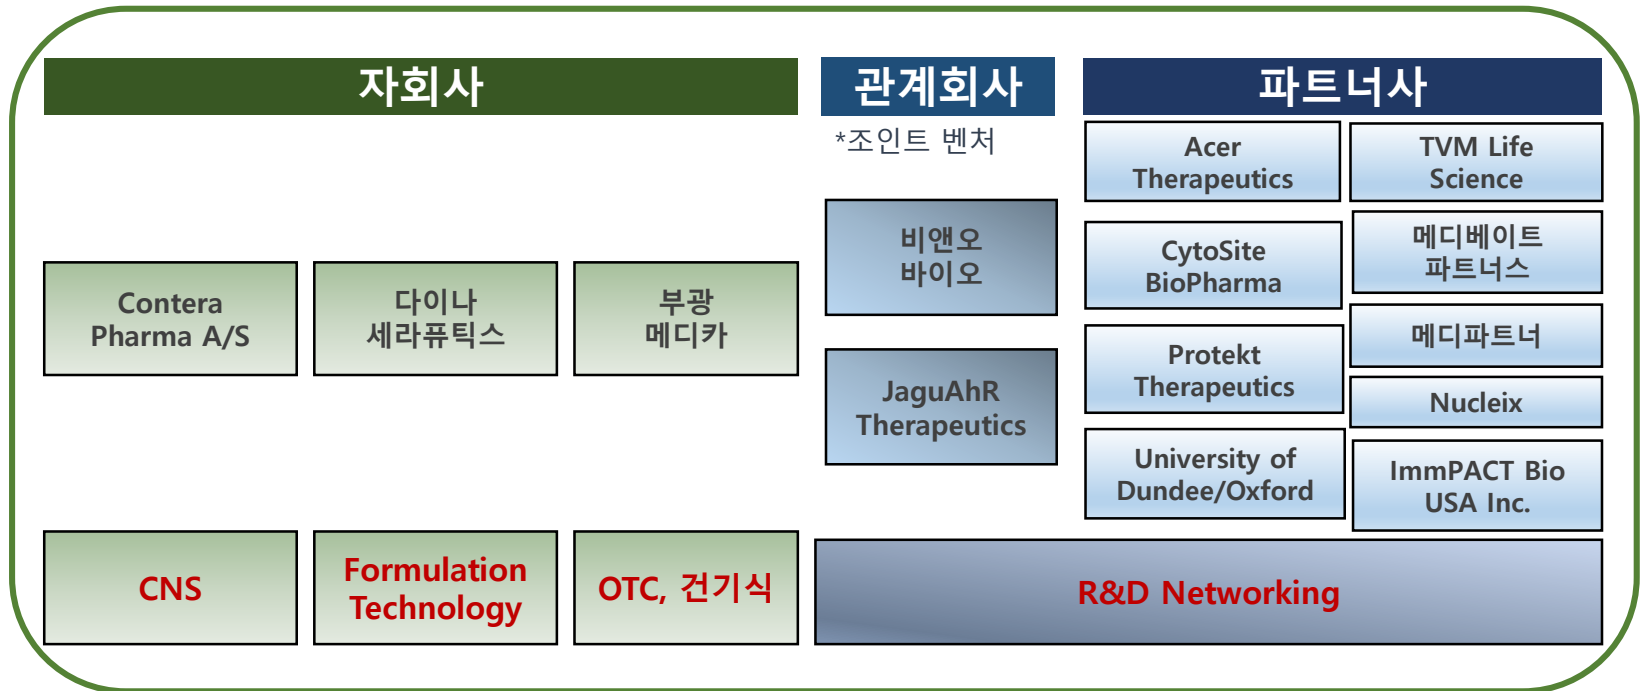 자회사
Contera
Pharma A/S
다이나
세라퓨틱스
부광
메디카
CNS
Formulation
Technology
OTC, 건기식
관계회사
*조인트 벤처
비앤오
바이오
JaguAhR
Therapeutics
파트너사
Acer
Therapeutics
TVM Life
Science
CytoSite
BioPharma
메디베이트
파트너스
Protekt
Therapeutics
메디파트너
Nucleix
University of
Dundee/Oxford
ImmPACT Bio
USA Inc.
R&D Networking